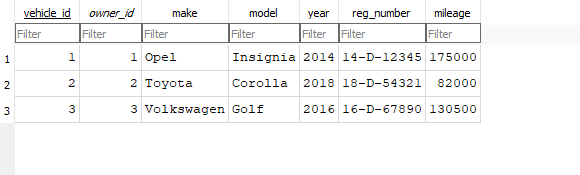 vehicle_id owner_id make model year reg_number mileage
Filter Filter Filter Filter Filter Filter Filter
1 1 1 Opel Insignia 2014 14-D-12345 175000
2 2 2 Toyota Corolla 2018 18-D-54321 82000
3 3 3 Volkswagen Golf 2016 16-D-67890 130500